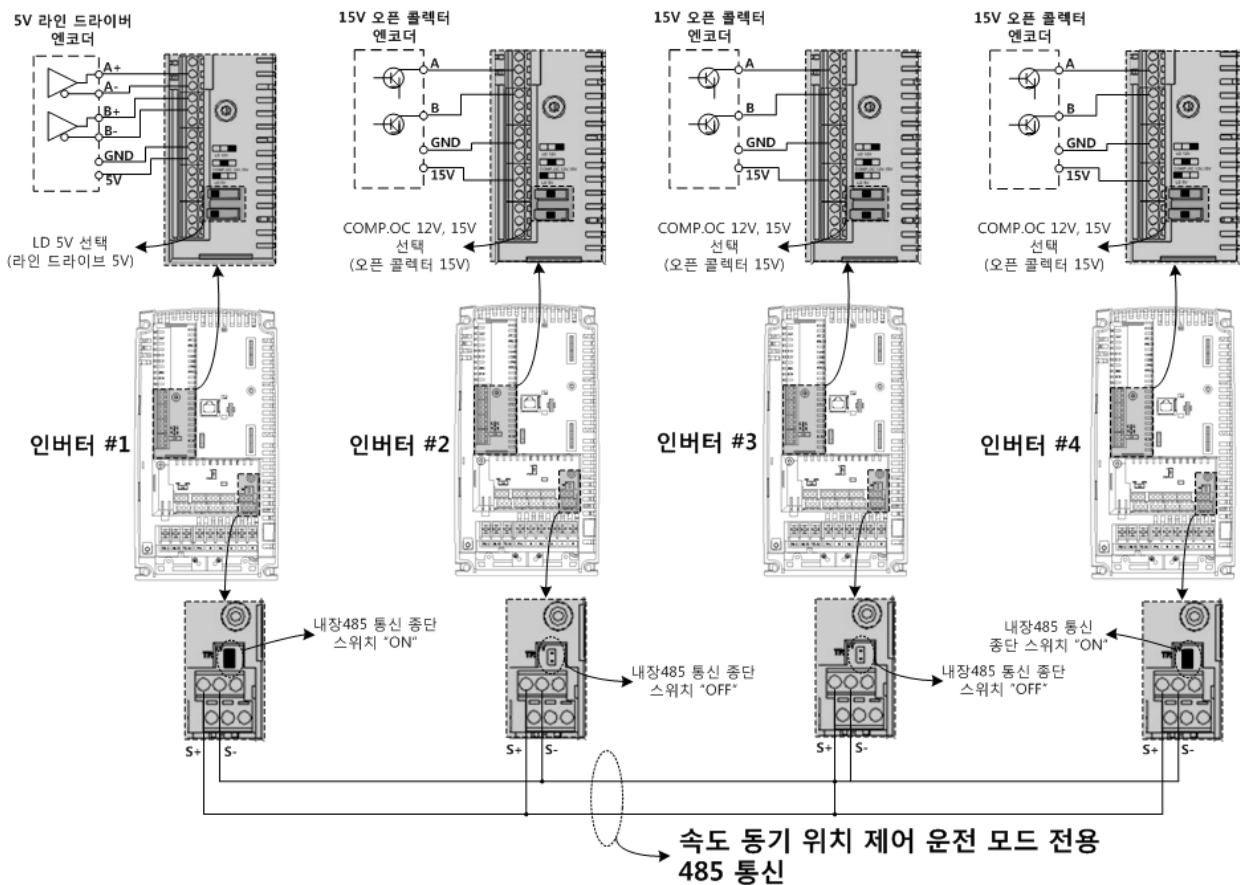 5V 라인 드라이버
엔코더
A+
A-
B+
B-
GND
5V
LD 5V 선택
(라인 드라이브 5V)
15V 오픈 콜렉터
엔코더
A
B
GND
15V
COMP.OC 12V, 15V
선택
(오픈 콜렉터 15V)
15V 오픈 콜렉터
엔코더
A
B
GND
15V
COMP.OC 12V, 15V
선택
(오픈 콜렉터 15V)
15V 오픈 콜렉터
엔코더
A
B
GND
15V
COMP.OC 12V, 15V
선택
(오픈 콜렉터 15V)
인버터 #1
인버터 #2
인버터 #3
인버터 #4
내장485 통신 종단
스위치 “ON”
내장485 통신 종단
스위치 “OFF”
내장485 통신 종단
스위치 “OFF”
내장485 통신
종단 스위치 “ON”
S+ S-
S+ S-
S+ S-
S+ S-
속도 동기 위치 제어 운전 모드 전용
485 통신